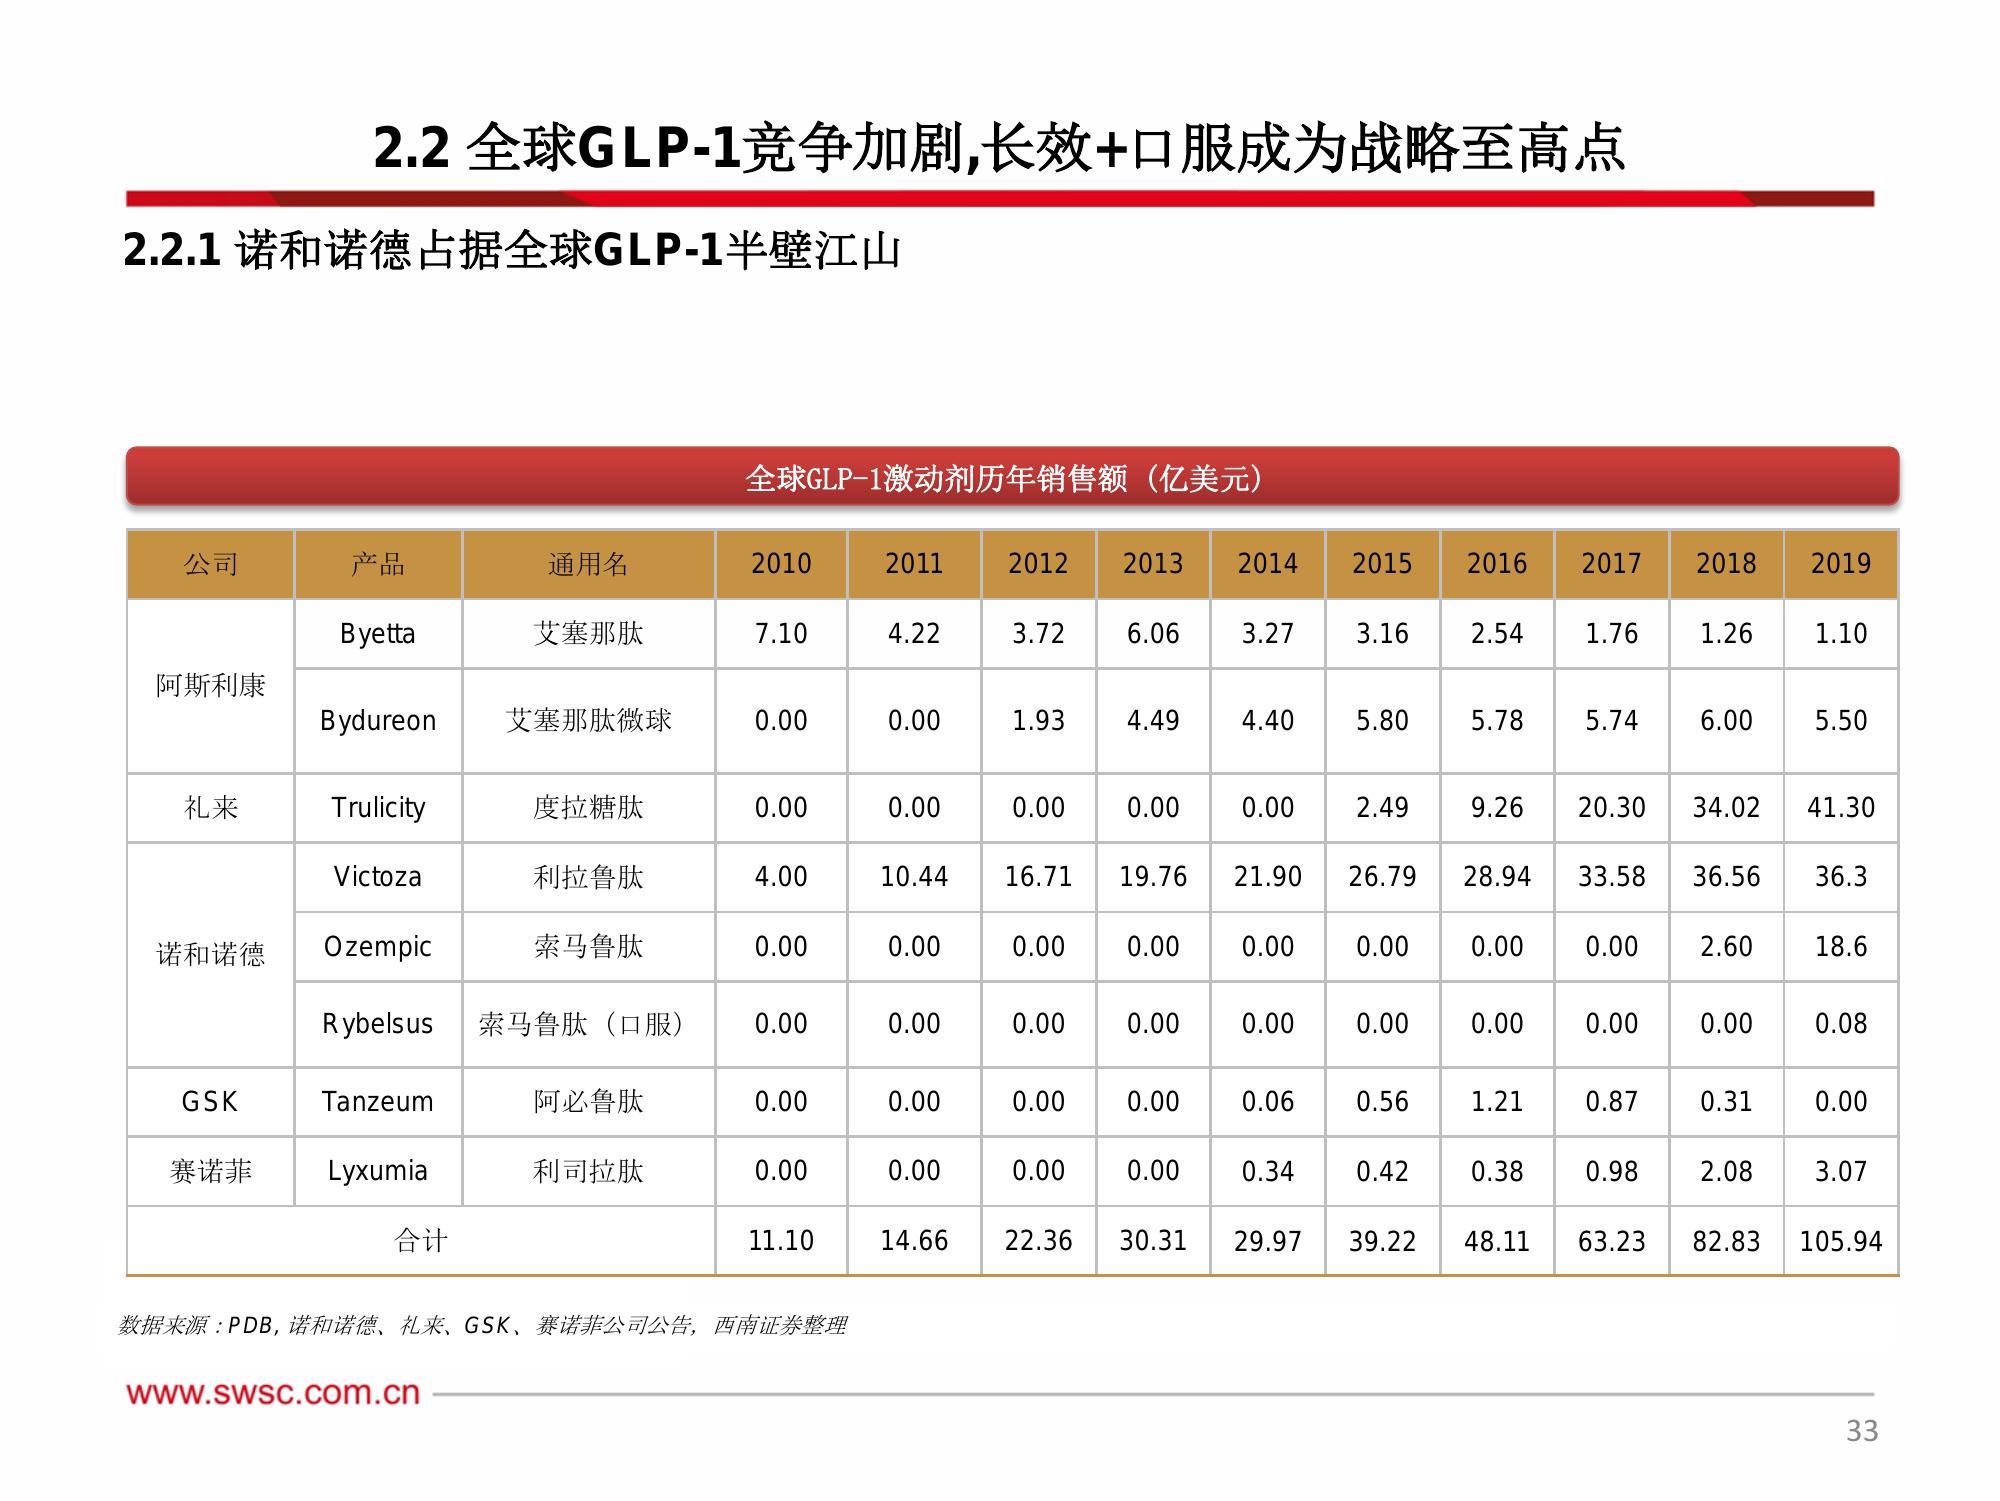 2.2 全球GLP-1竞争加剧,长效+口服成为战略至高点
2.2.1 诺和诺德占据全球GLP-1半壁江山
全球GLP-1激动剂历年销售额（亿美元）
公司 产品 通用名 2010 2011 2012 2013 2014 2015 2016 2017 2018 2019
阿斯利康 Byetta 艾塞那肽 7.10 4.22 3.72 6.06 3.27 3.16 2.54 1.76 1.26 1.10
Bydureon 艾塞那肽微球 0.00 0.00 1.93 4.49 4.40 5.80 5.78 5.74 6.00 5.50
礼来 Trulicity 度拉糖肽 0.00 0.00 0.00 0.00 0.00 2.49 9.26 20.30 34.02 41.30
诺和诺德 Victoza 利拉鲁肽 4.00 10.44 16.71 19.76 21.90 26.79 28.94 33.58 36.56 36.3
Ozempic 索马鲁肽 0.00 0.00 0.00 0.00 0.00 0.00 0.00 0.00 2.60 18.6
Rybelsus 索马鲁肽（口服） 0.00 0.00 0.00 0.00 0.00 0.00 0.00 0.00 0.00 0.08
GSK Tanzeum 阿必鲁肽 0.00 0.00 0.00 0.00 0.06 0.56 1.21 0.87 0.31 0.00
赛诺菲 Lyxumia 利司拉肽 0.00 0.00 0.00 0.00 0.34 0.42 0.38 0.98 2.08 3.07
合计 11.10 14.66 22.36 30.31 29.97 39.22 48.11 63.23 82.83 105.94
数据来源：PDB, 诺和诺德、礼来、GSK、赛诺菲公司公告，西南证券整理
www.swsc.com.cn
33